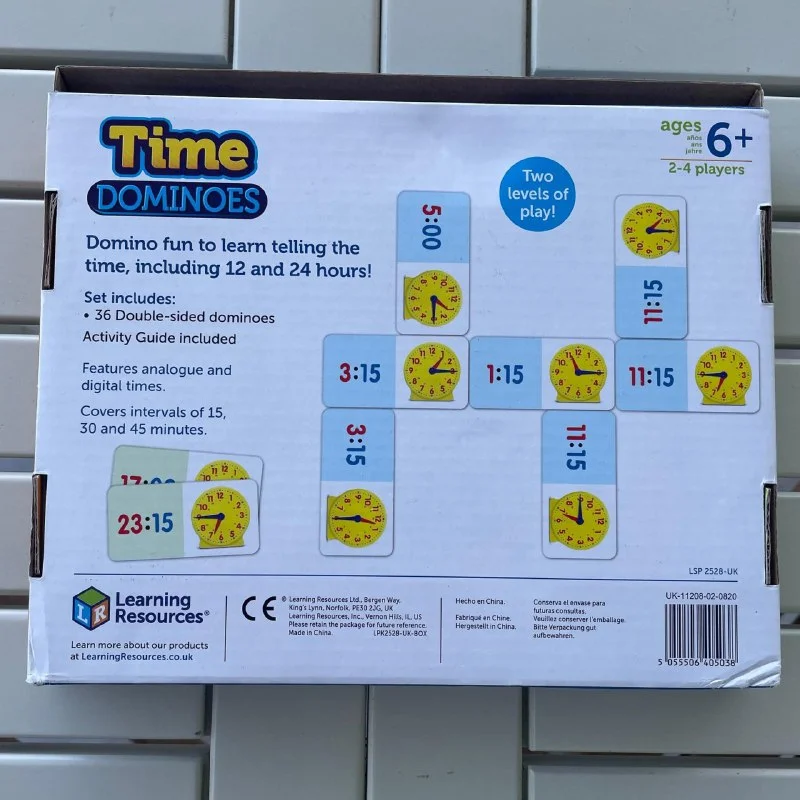 Time
DOMINOES
ages 6+
años
ans
jahre
2-4 players
Two
levels of
play!
Domino fun to learn telling the
time, including 12 and 24 hours!
Set includes:
• 36 Double-sided dominoes
Activity Guide included
Features analogue and
digital times.
Covers intervals of 15,
30 and 45 minutes.
5:00
11:15
3:15
1:15
11:15
3:15
11:15
17:00
23:15
LSP 2528-UK
LR
Learning
Resources®
Learn more about our products
at LearningResources.co.uk
CE
© Learning Resources Ltd., Bergen Way,
King's Lynn, Norfolk, PE30 2JG, UK
Learning Resources, Inc., Vernon Hills, IL, US
Please retain the package for future reference.
Made in China. LPK2528-UK-BOX
Hecho en China.
Fabriqué en Chine.
Hergestellt in China.
Conserva el envase para
futuras consultas.
Veuillez conserver l'emballage.
Bitte Verpackung gut
aufbewahren.
UK-11208-02-0820
5 055506 405038